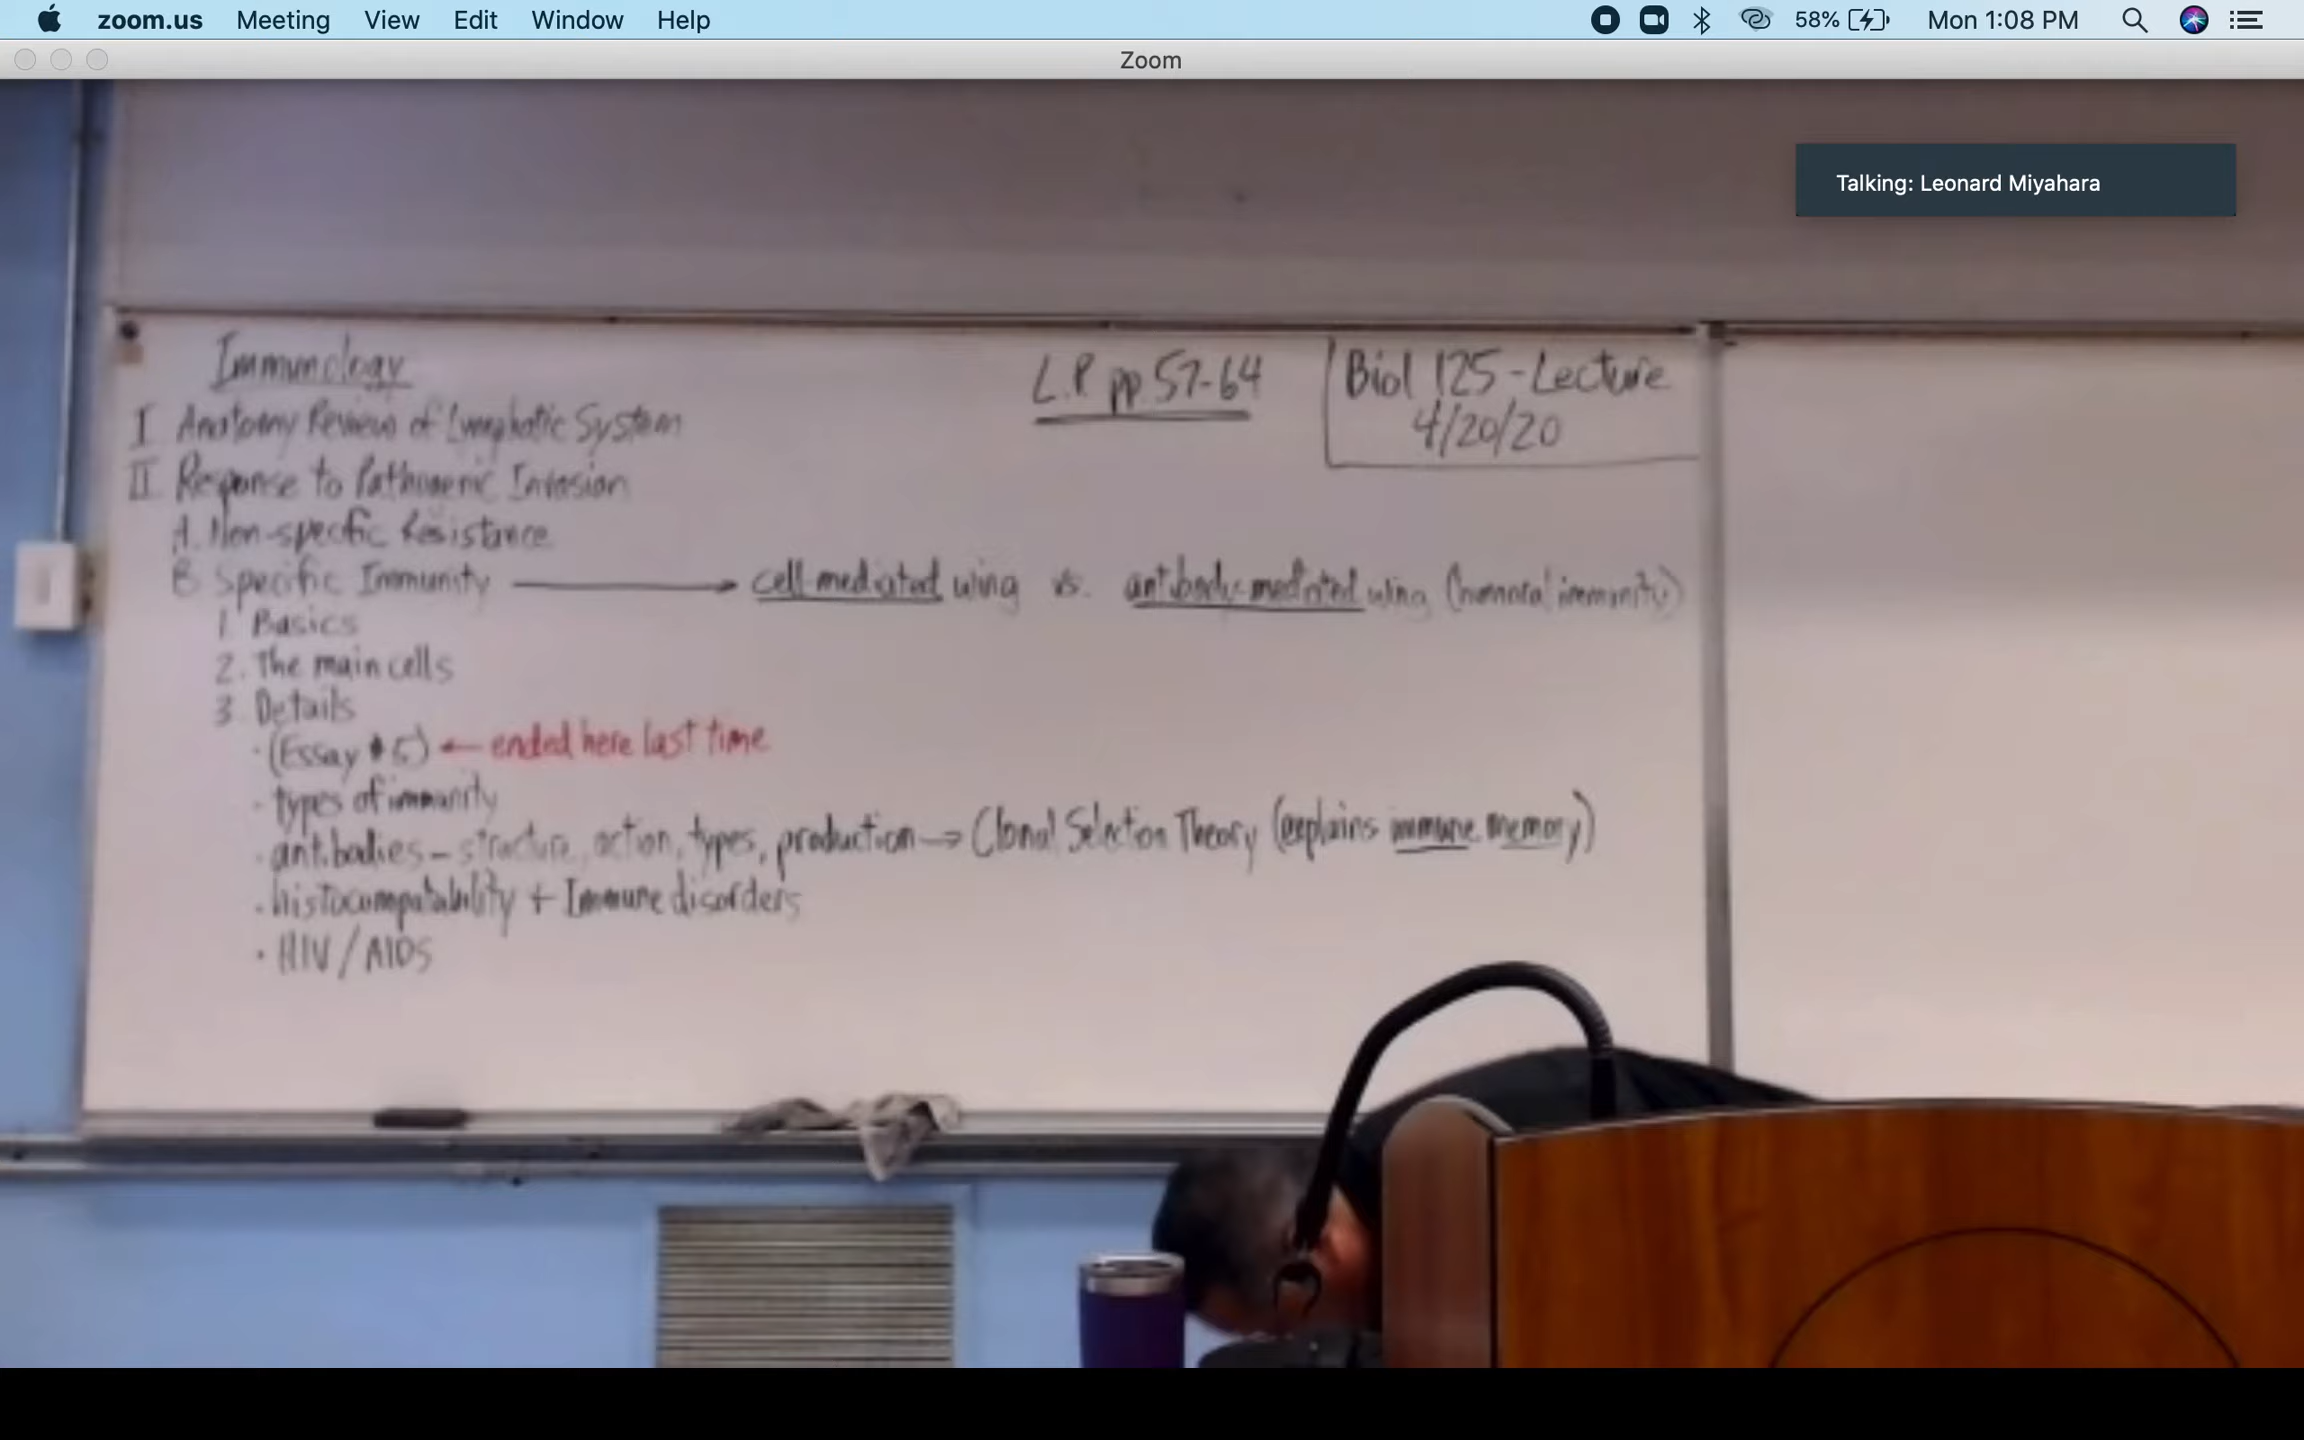 zoom.us Meeting View Edit Window Help 58% Mon 1:08 PM
Zoom
Talking: Leonard Miyahara
Immunology
L.P. pp. 57-64
Biol 125 - Lecture
4/20/20
I Anatomy Review of Lymphatic System
II Response to Pathogenic Invasion
A. Non-specific Resistance
B. Specific Immunity → cell-mediated wing vs. antibody-mediated wing (humoral immunity)
1. Basics
2. The main cells
3. Details
· (Essay #5) ← ended here last time
· types of immunity
· antibodies - structure, action, types, production → Clonal Selection Theory (explains immune memory)
· histocompatability + Immune disorders
· HIV / AIDS